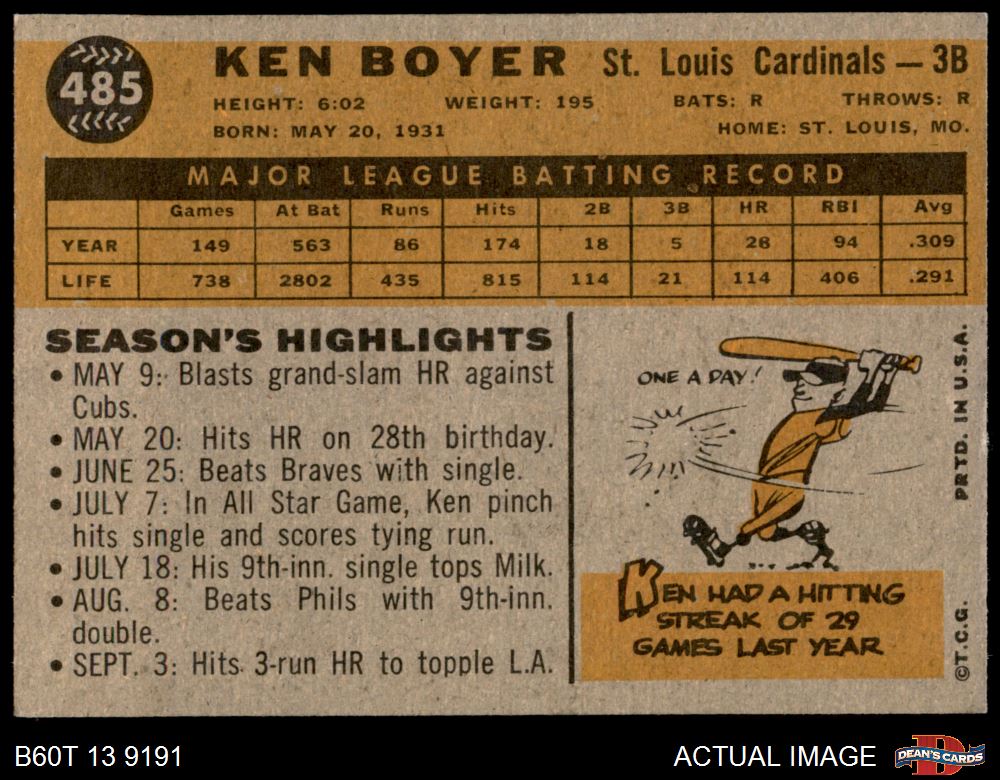 485
KEN BOYER St. Louis Cardinals — 3B
HEIGHT: 6:02 WEIGHT: 195 BATS: R THROWS: R
BORN: MAY 20, 1931 HOME: ST. LOUIS, MO.
MAJOR LEAGUE BATTING RECORD
Games At Bat Runs Hits 2B 3B HR RBI Avg
YEAR 149 563 86 174 18 5 28 94 .309
LIFE 738 2802 435 815 114 21 114 406 .291
SEASON'S HIGHLIGHTS
• MAY 9: Blasts grand-slam HR against
Cubs.
• MAY 20: Hits HR on 28th birthday.
• JUNE 25: Beats Braves with single.
• JULY 7: In All Star Game, Ken pinch
hits single and scores tying run.
• JULY 18: His 9th-inn. single tops Milk.
• AUG. 8: Beats Phils with 9th-inn.
double.
• SEPT. 3: Hits 3-run HR to topple L.A.
ONE A DAY!
KEN HAD A HITTING
STREAK OF 29
GAMES LAST YEAR
©T.C.G. PRTD. IN U.S.A.
B60T 13 9191 ACTUAL IMAGE
D
DEAN'S CARDS